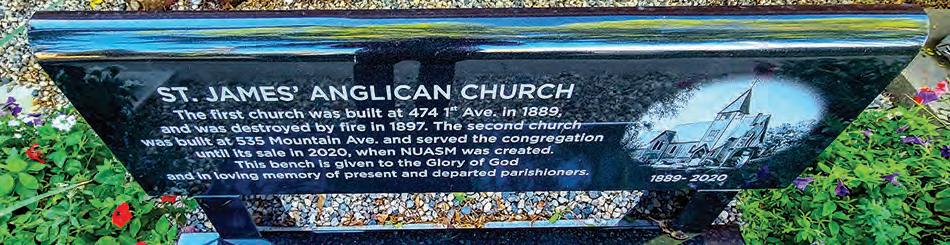 ST. JAMES' ANGLICAN CHURCH
The first church was built at 474 1st Ave. in 1889,
and was destroyed by fire in 1897. The second church
was built at 535 Mountain Ave. and served the congregation
until its sale in 2020, when NUASM was created.
This bench is given to the Glory of God
and in loving memory of present and departed parishioners.
1889-2020